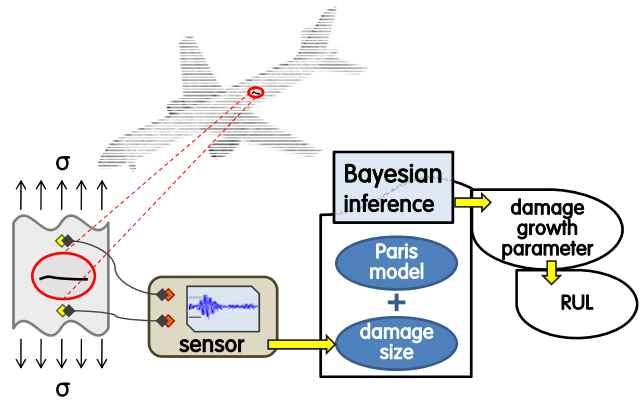 σ
σ
sensor
Bayesian
inference
Paris
model
+
damage
size
damage
growth
parameter
RUL